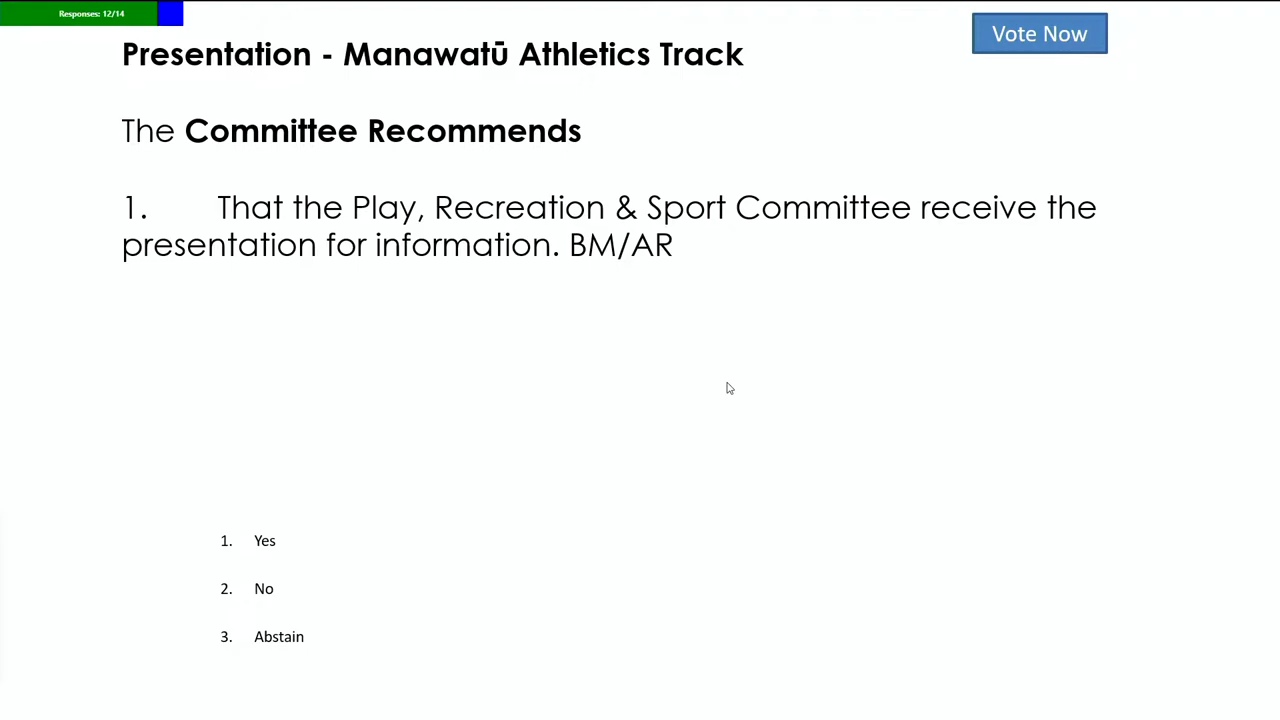 Responses: 12/14
Vote Now
Presentation - Manawatū Athletics Track
The Committee Recommends
1. That the Play, Recreation & Sport Committee receive the
presentation for information. BM/AR
1. Yes
2. No
3. Abstain